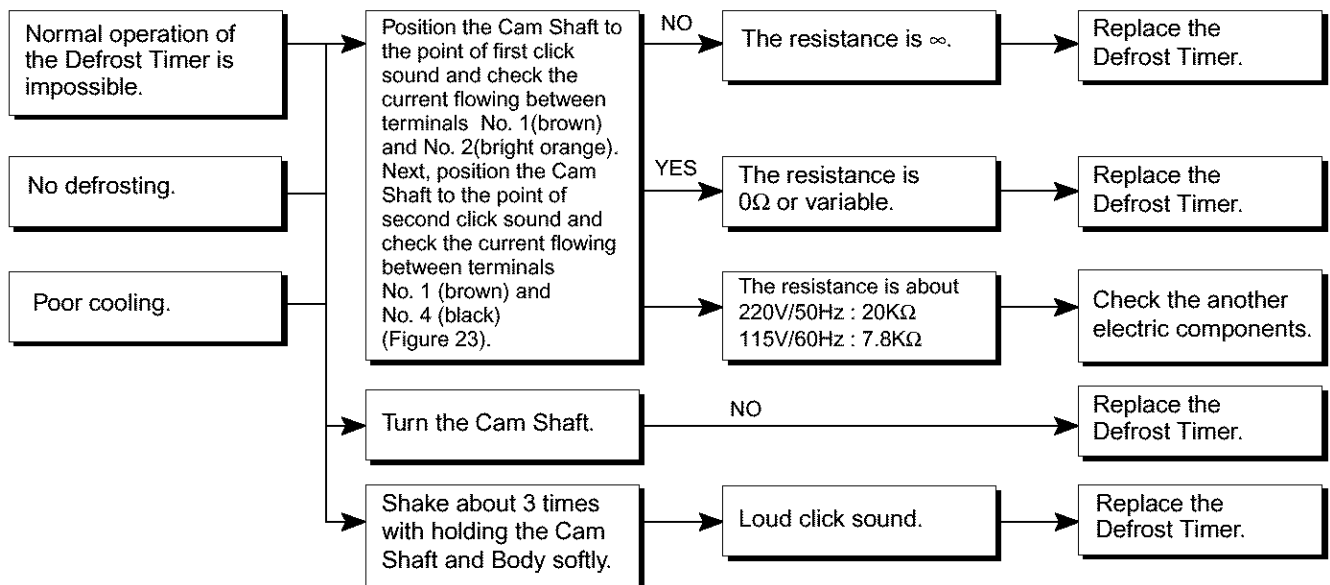 Normal operation of
the Defrost Timer is
impossible.
No defrosting.
Poor cooling.
Position the Cam Shaft to
the point of first click
sound and check the
current flowing between
terminals No. 1(brown)
and No. 2(bright orange).
Next, position the Cam
Shaft to the point of
second click sound and
check the current flowing
between terminals
No. 1 (brown) and
No. 4 (black)
(Figure 23).
NO
The resistance is ∞.
Replace the
Defrost Timer.
YES
The resistance is
0Ω or variable.
Replace the
Defrost Timer.
The resistance is about
220V/50Hz : 20KΩ
115V/60Hz : 7.8KΩ
Check the another
electric components.
Turn the Cam Shaft.
NO
Replace the
Defrost Timer.
Shake about 3 times
with holding the Cam
Shaft and Body softly.
Loud click sound.
Replace the
Defrost Timer.